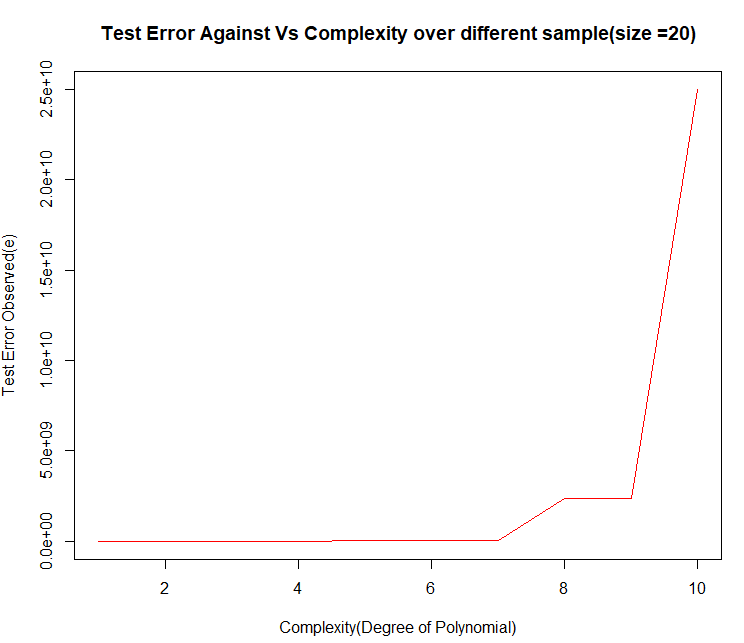 Test Error Against Vs Complexity over different sample(size =20)
Test Error Observed(e)
2.5e+10
2.0e+10
1.5e+10
1.0e+10
5.0e+09
0.0e+00
2 4 6 8 10
Complexity(Degree of Polynomial)